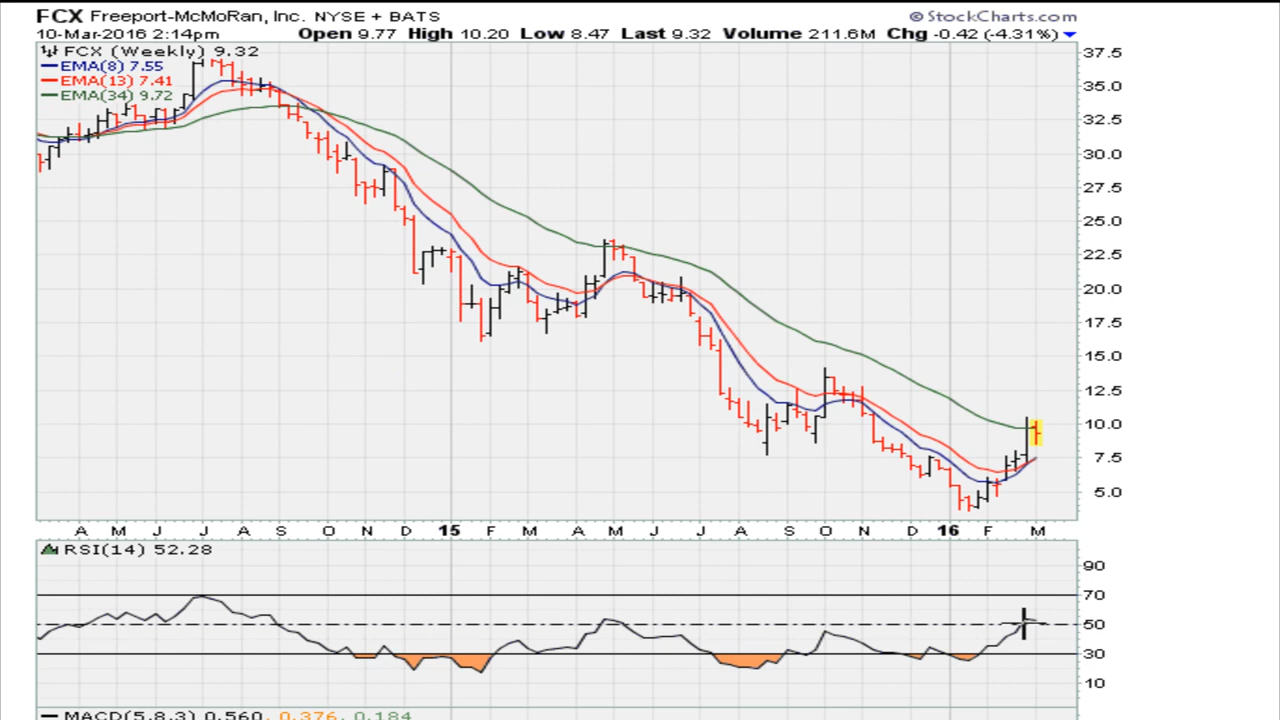 FCX Freeport-McMoRan, Inc. NYSE + BATS © StockCharts.com
10-Mar-2016 2:14pm Open 9.77 High 10.20 Low 8.47 Last 9.32 Volume 211.6M Chg -0.42 (-4.31%)
FCX (Weekly) 9.32
EMA(8) 7.55
EMA(13) 7.41
EMA(34) 9.72
37.5
35.0
32.5
30.0
27.5
25.0
22.5
20.0
17.5
15.0
12.5
10.0
7.5
5.0
A M J J A S O N D 15 F M A M J J A S O N D 16 F M
RSI(14) 52.28
90
70
50
30
10
MACD(5,8,3) 0.560, 0.376, 0.184